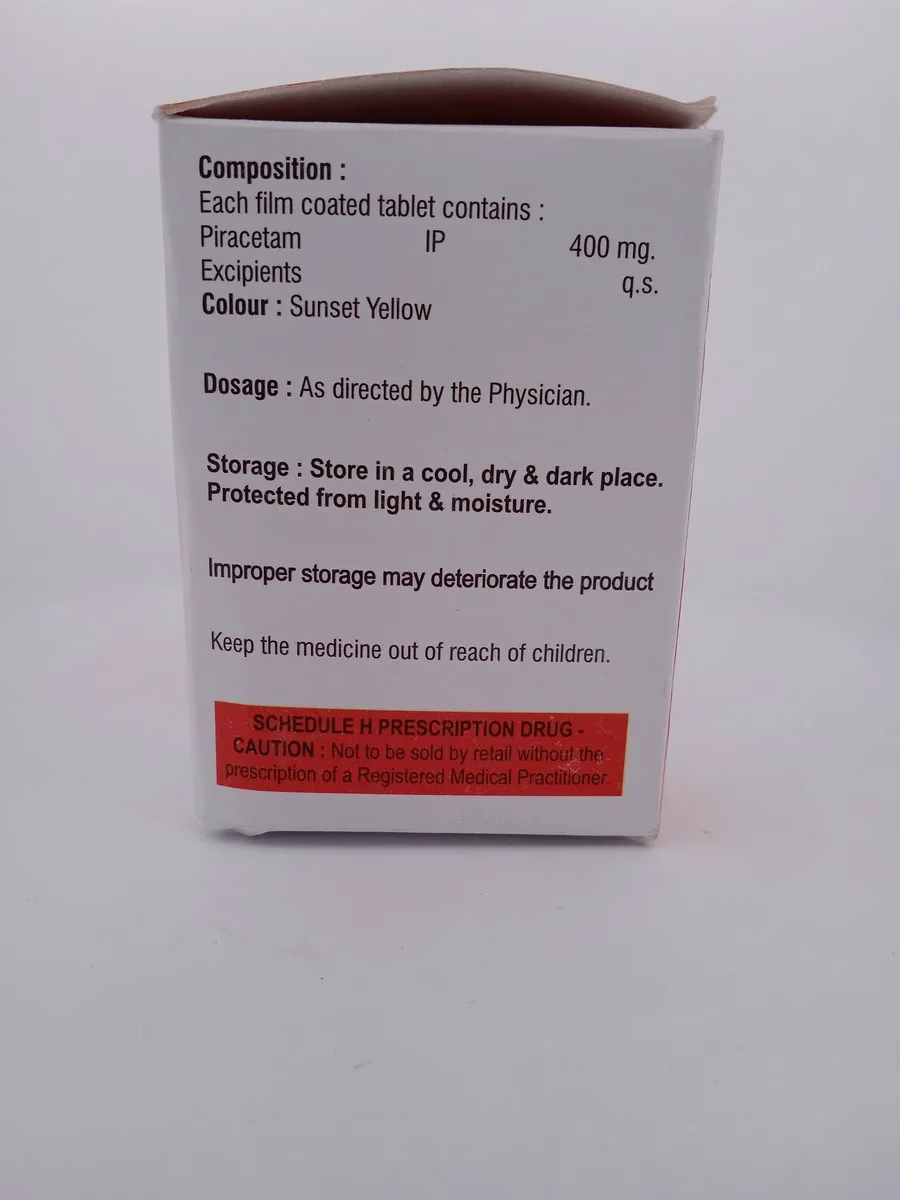 Composition :
Each film coated tablet contains :
Piracetam IP 400 mg.
Excipients q.s.
Colour : Sunset Yellow
Dosage : As directed by the Physician.
Storage : Store in a cool, dry & dark place.
Protected from light & moisture.
Improper storage may deteriorate the product
Keep the medicine out of reach of children.
SCHEDULE H PRESCRIPTION DRUG -
CAUTION : Not to be sold by retail without the
prescription of a Registered Medical Practitioner.